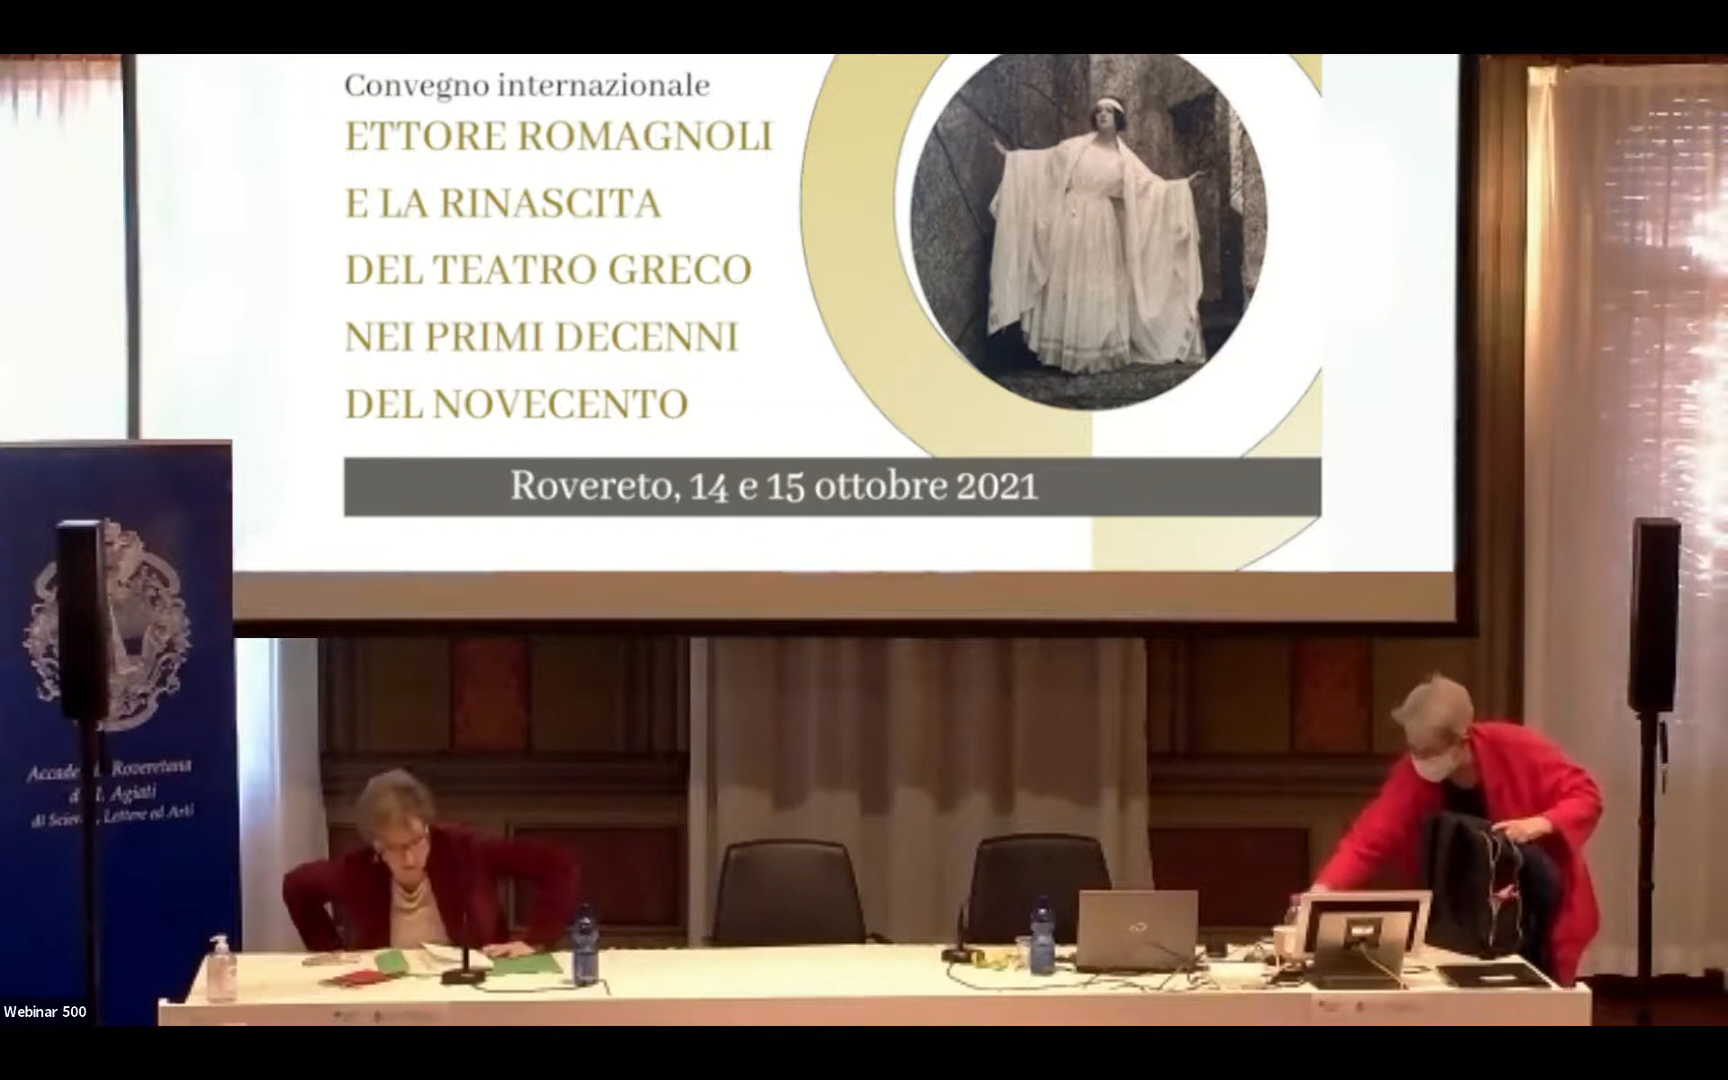 Convegno internazionale
ETTORE ROMAGNOLI
E LA RINASCITA
DEL TEATRO GRECO
NEI PRIMI DECENNI
DEL NOVECENTO
Rovereto, 14 e 15 ottobre 2021
Roveretana
Agiati
di Lettere ed Arti
Webinar 500